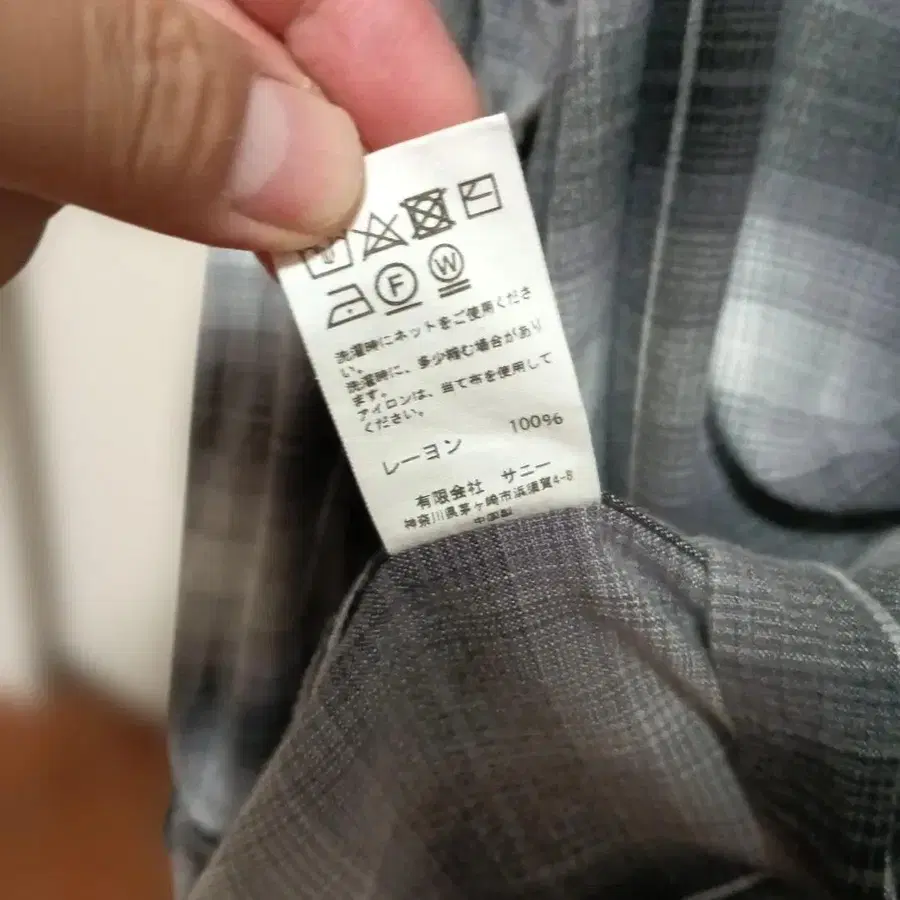 F W
洗濯時にネットをご使用くださ
い。
洗濯時に、多少縮む場合があり
ます。
アイロンは、当て布を使用して
ください。
レーヨン 100%
有限会社 サニー
神奈川県茅ヶ崎市浜須賀4-8
中国製